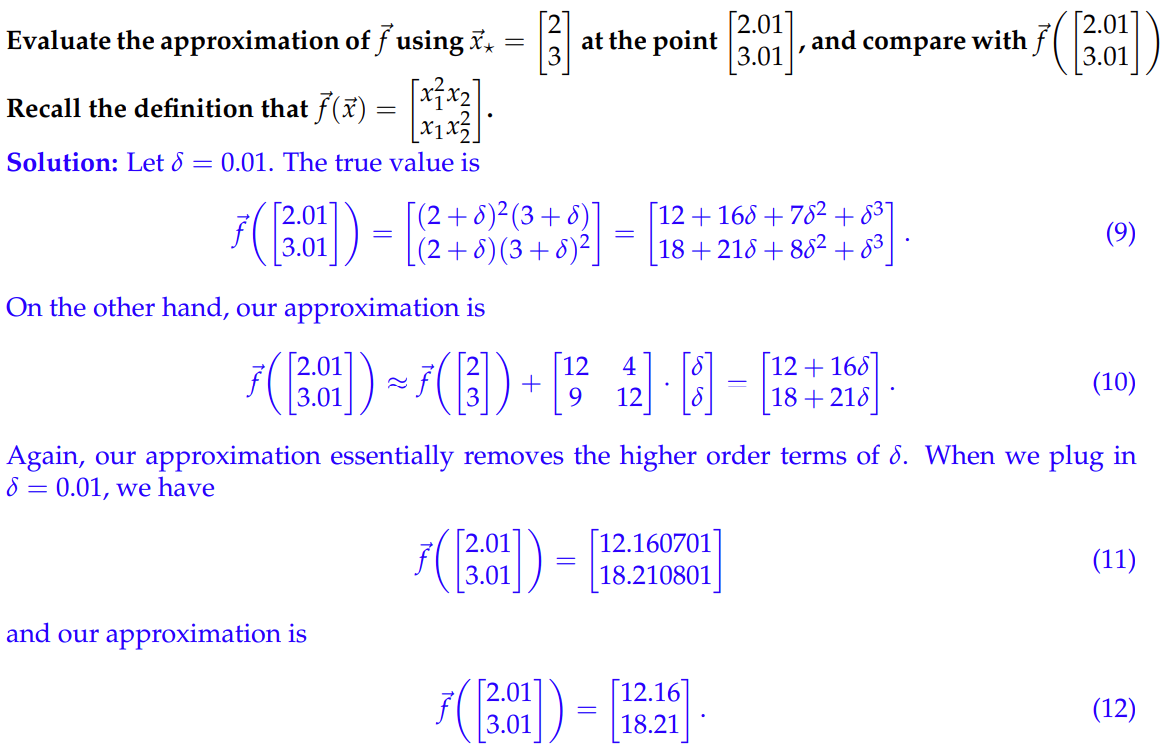 Evaluate the approximation of $\vec{f}$ using $\vec{x}_\star = \begin{bmatrix} 2 \\ 3 \end{bmatrix}$ at the point $\begin{bmatrix} 2.01 \\ 3.01 \end{bmatrix}$, and compare with $\vec{f}\left(\begin{bmatrix} 2.01 \\ 3.01 \end{bmatrix}\right)$
Recall the definition that $\vec{f}(\vec{x}) = \begin{bmatrix} x_1^2 x_2 \\ x_1 x_2^2 \end{bmatrix}$.
Solution: Let $\delta = 0.01$. The true value is
$\vec{f}\left(\begin{bmatrix} 2.01 \\ 3.01 \end{bmatrix}\right) = \begin{bmatrix} (2 + \delta)^2(3 + \delta) \\ (2 + \delta)(3 + \delta)^2 \end{bmatrix} = \begin{bmatrix} 12 + 16\delta + 7\delta^2 + \delta^3 \\ 18 + 21\delta + 8\delta^2 + \delta^3 \end{bmatrix}.$ (9)
On the other hand, our approximation is
$\vec{f}\left(\begin{bmatrix} 2.01 \\ 3.01 \end{bmatrix}\right) \approx \vec{f}\left(\begin{bmatrix} 2 \\ 3 \end{bmatrix}\right) + \begin{bmatrix} 12 & 4 \\ 9 & 12 \end{bmatrix} \cdot \begin{bmatrix} \delta \\ \delta \end{bmatrix} = \begin{bmatrix} 12 + 16\delta \\ 18 + 21\delta \end{bmatrix}.$ (10)
Again, our approximation essentially removes the higher order terms of $\delta$. When we plug in
$\delta = 0.01$, we have
$\vec{f}\left(\begin{bmatrix} 2.01 \\ 3.01 \end{bmatrix}\right) = \begin{bmatrix} 12.160701 \\ 18.210801 \end{bmatrix}$ (11)
and our approximation is
$\vec{f}\left(\begin{bmatrix} 2.01 \\ 3.01 \end{bmatrix}\right) = \begin{bmatrix} 12.16 \\ 18.21 \end{bmatrix}.$ (12)